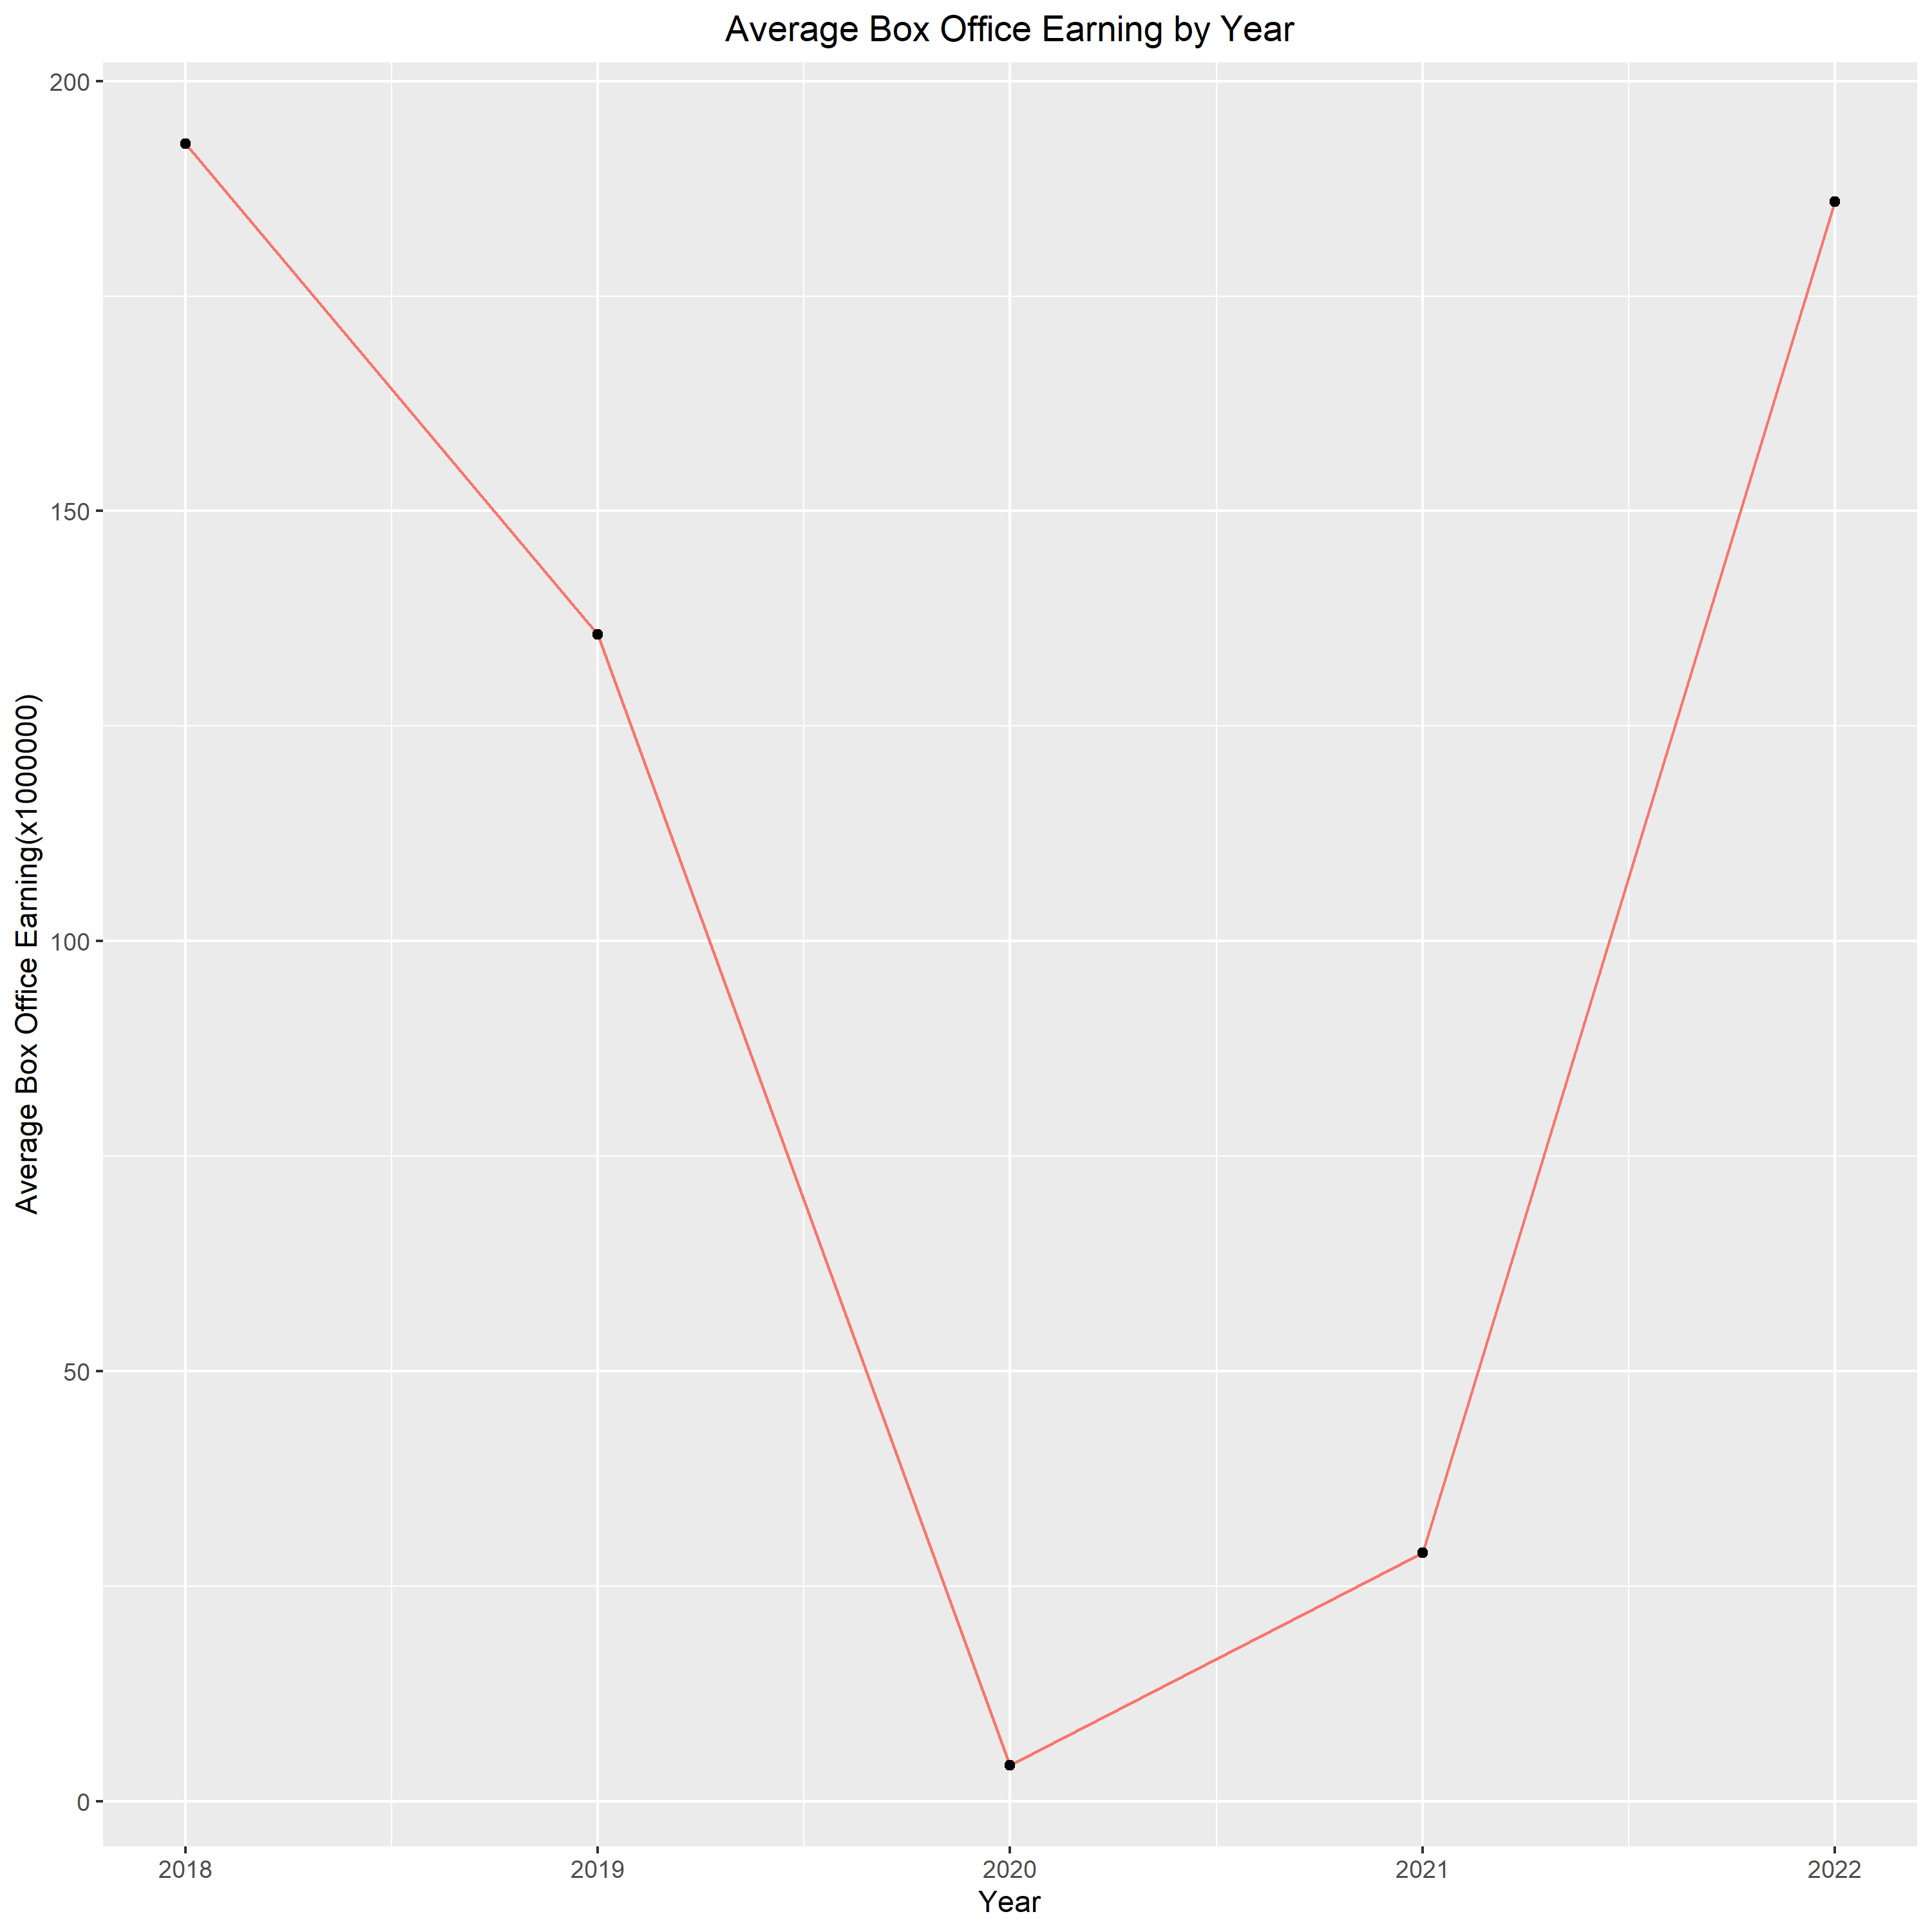 Average Box Office Earning by Year
Average Box Office Earning(x1000000)
200
150
100
50
0
2018 2019 2020 2021 2022
Year